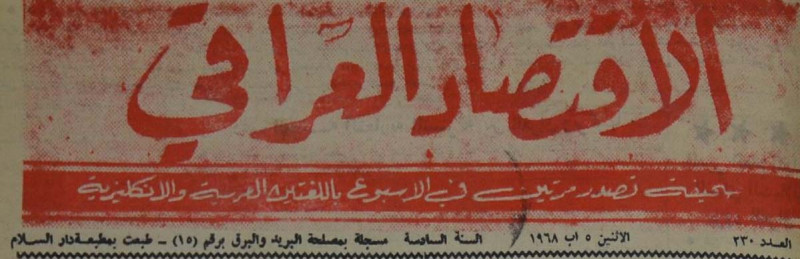 الاقتصاد العراقي
صحيفة تصدر مرتين في الاسبوع باللغتين العربية والانكليزية
العدد ٢٣٠ الاثنين ٥ اب ١٩٦٨ السنة السادسة مسجلة بمصلحة البريد والبرق برقم (١٥) ـ طبعت بمطبعة دار السلام